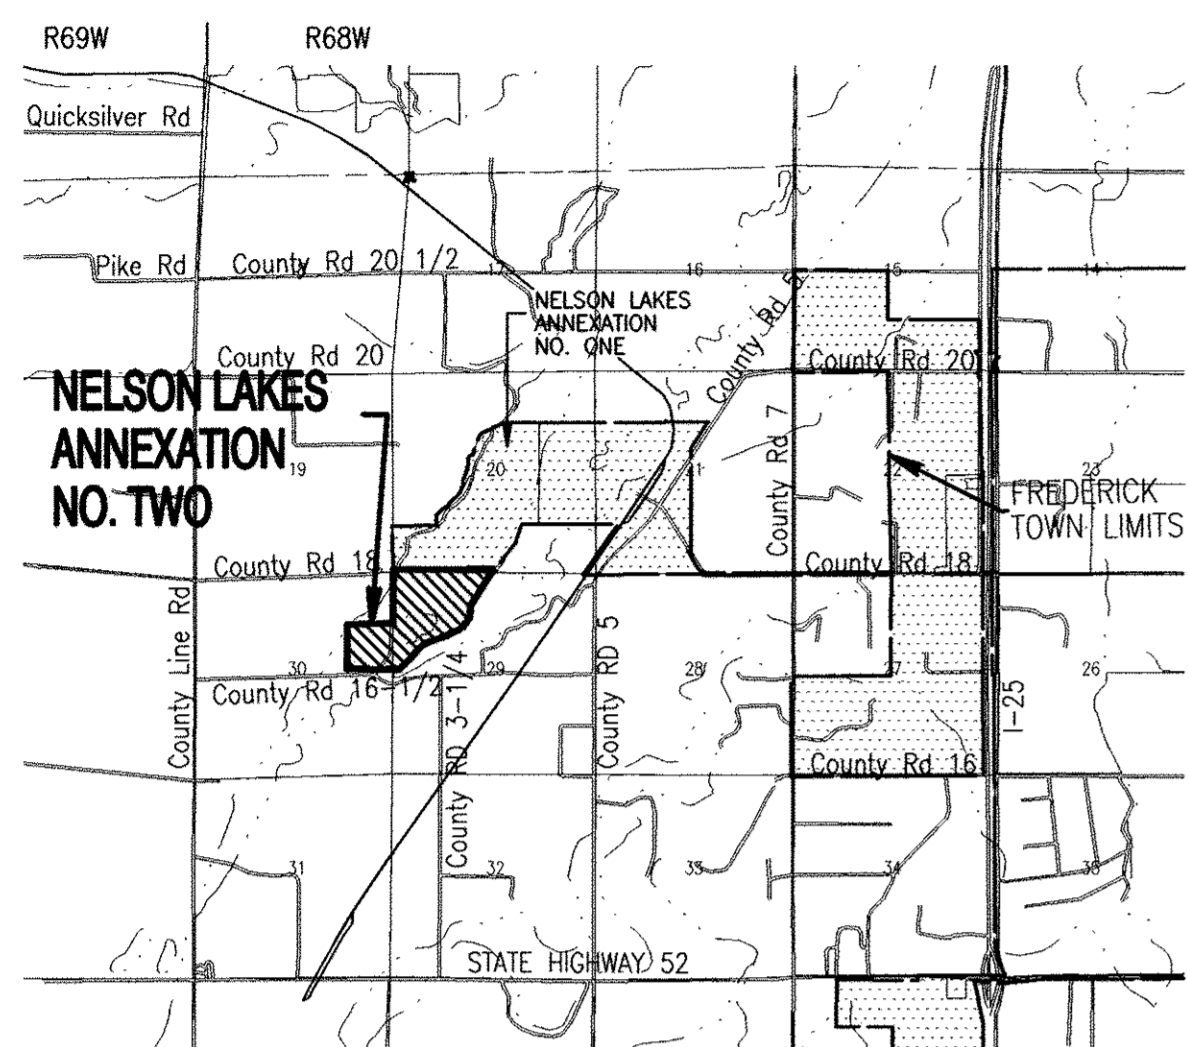 R69W
R68W
Quicksilver Rd
Pike Rd
County Rd 20 1/2
17
16
15
14
NELSON LAKES
ANNEXATION
NO. ONE
County Rd 5
County Rd 20
County Rd 20
NELSON LAKES
ANNEXATION
NO. TWO
19
20
21
22
23
County Rd 7
FREDERICK
TOWN LIMITS
County Rd 18
County Rd 18
County Line Rd
30
29
28
27
26
County Rd 16-1/2
County RD 3-1/4
County RD 5
I-25
County Rd 16
31
32
33
34
35
STATE HIGHWAY 52